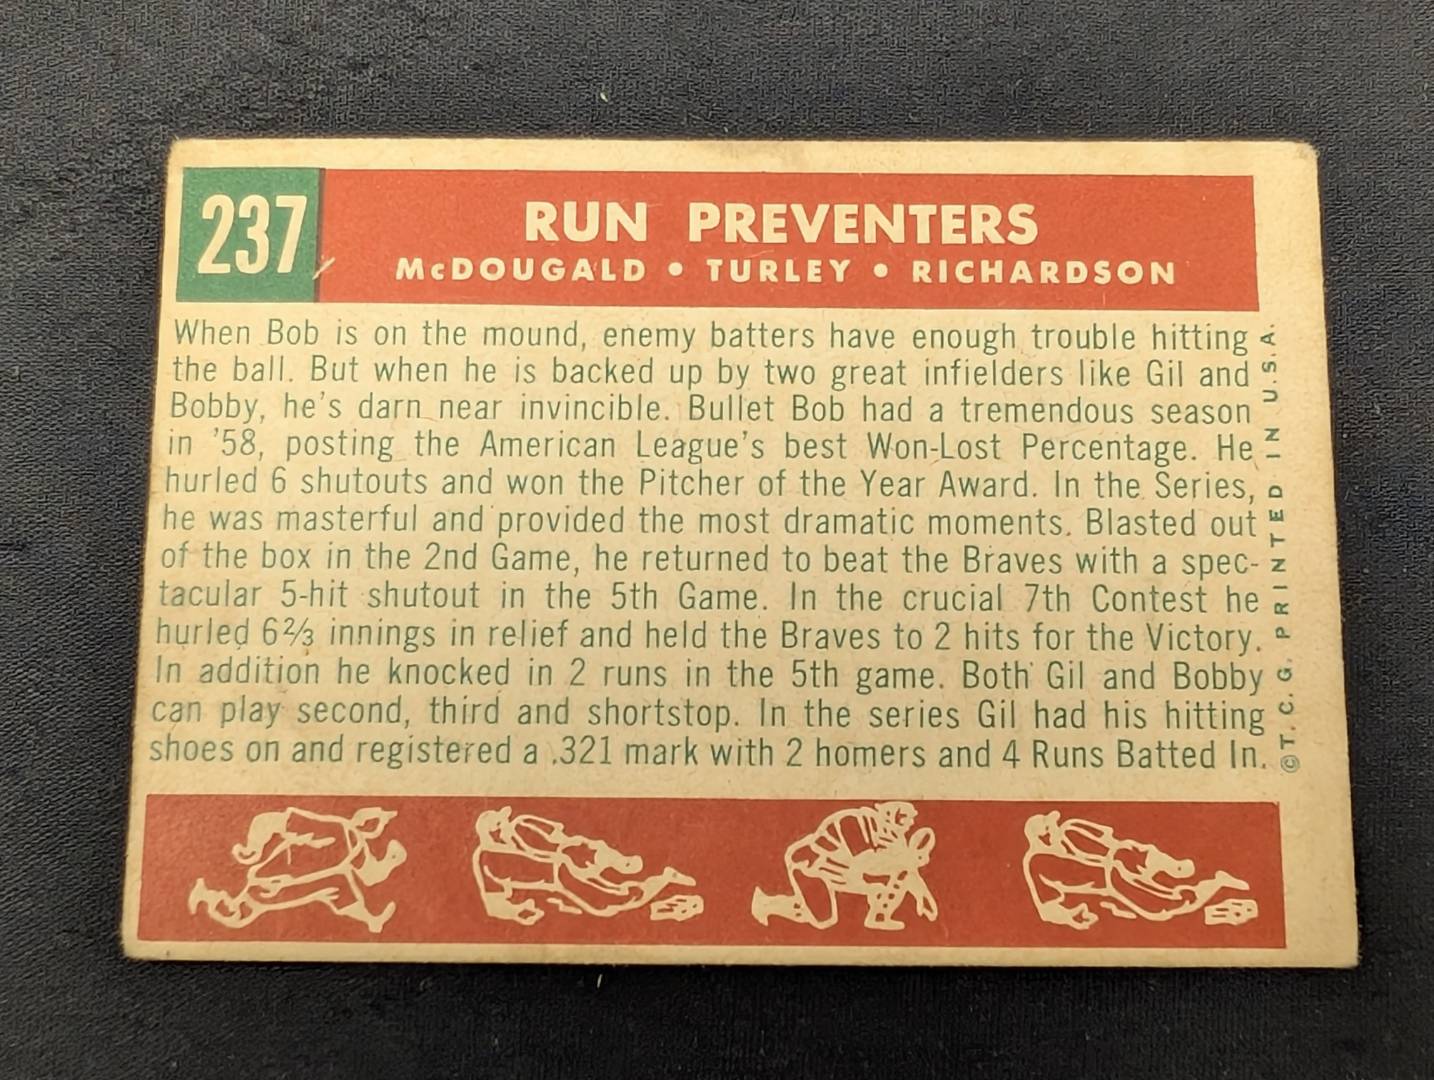 237
RUN PREVENTERS
McDOUGALD • TURLEY • RICHARDSON
When Bob is on the mound, enemy batters have enough trouble hitting
the ball. But when he is backed up by two great infielders like Gil and
Bobby, he's darn near invincible. Bullet Bob had a tremendous season
in '58, posting the American League's best Won-Lost Percentage. He
hurled 6 shutouts and won the Pitcher of the Year Award. In the Series,
he was masterful and provided the most dramatic moments. Blasted out
of the box in the 2nd Game, he returned to beat the Braves with a spec-
tacular 5-hit shutout in the 5th Game. In the crucial 7th Contest he
hurled 6⅔ innings in relief and held the Braves to 2 hits for the Victory.
In addition he knocked in 2 runs in the 5th game. Both Gil and Bobby
can play second, third and shortstop. In the series Gil had his hitting
shoes on and registered a .321 mark with 2 homers and 4 Runs Batted In.
©T.C.G. PRINTED IN U.S.A.